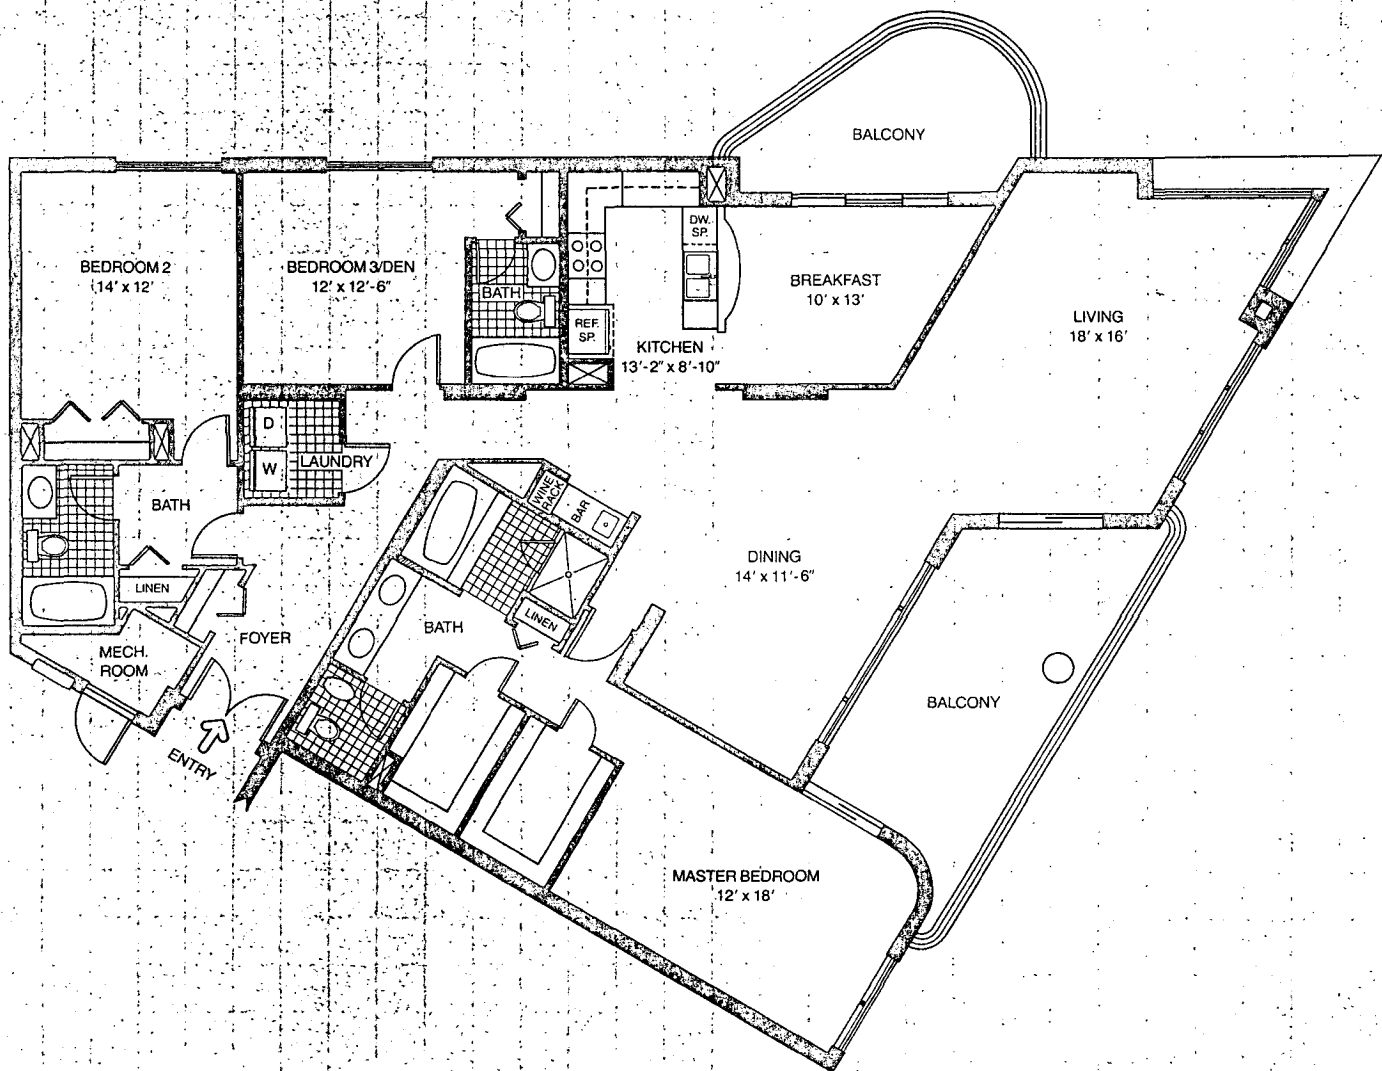 BALCONY
BEDROOM 2
14' x 12'
BEDROOM 3/DEN
12' x 12'-6"
BATH
DW.
SP.
REF.
SP.
KITCHEN
13'-2" x 8'-10"
BREAKFAST
10' x 13'
LIVING
18' x 16'
D
W
LAUNDRY
BATH
LINEN
MECH.
ROOM
FOYER
ENTRY
WINE
RACK
BAR
LINEN
BATH
DINING
14' x 11'-6"
BALCONY
MASTER BEDROOM
12' x 18'